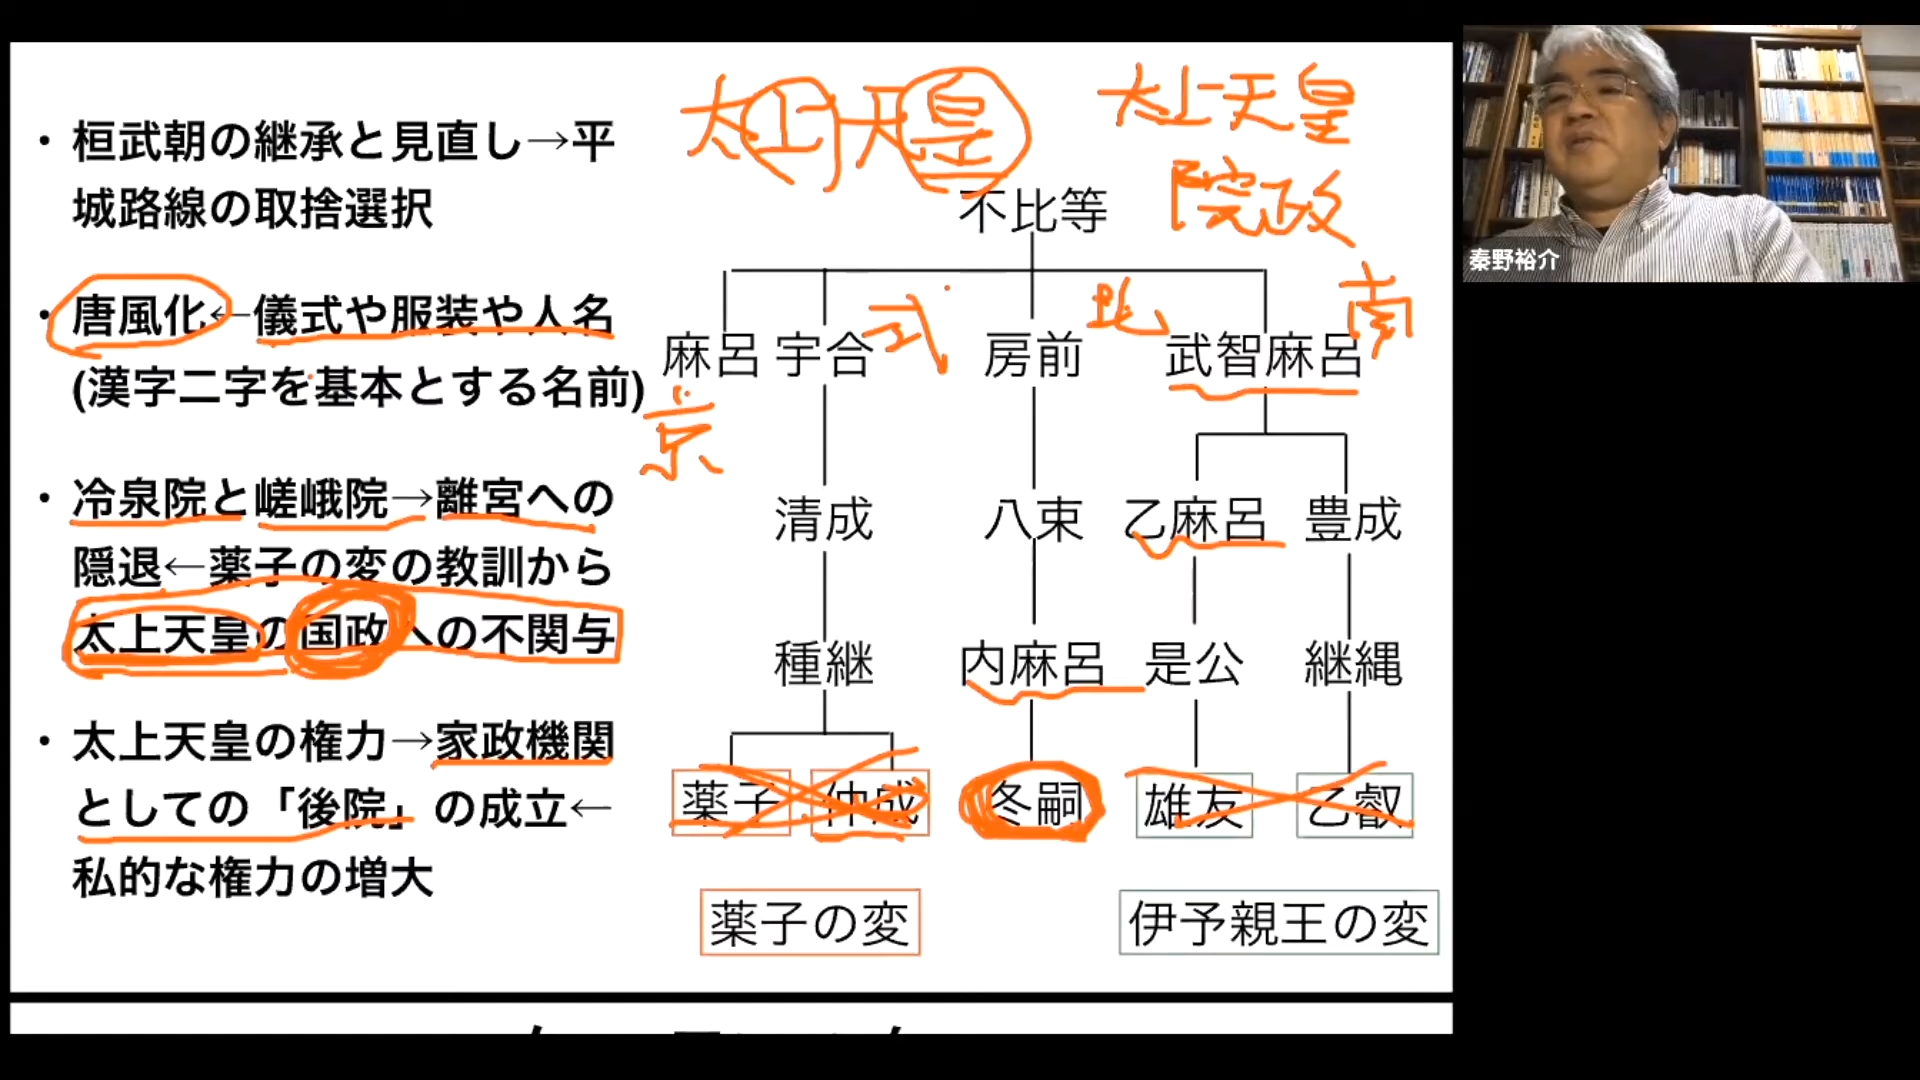 ・桓武朝の継承と見直し→平
城路線の取捨選択
・唐風化←儀式や服装や人名
(漢字二字を基本とする名前)
・冷泉院と嵯峨院→離宮への
隠退←薬子の変の教訓から
太上天皇の国政への不関与
・太上天皇の権力→家政機関
としての「後院」の成立←
私的な権力の増大
太上天皇
太上天皇
院政
不比等
式
北
南
麻呂 宇合 房前 武智麻呂
京
清成 八束 乙麻呂 豊成
種継 内麻呂 是公 継縄
薬子 仲成 冬嗣 雄友 乙叡
薬子の変 伊予親王の変
秦野裕介